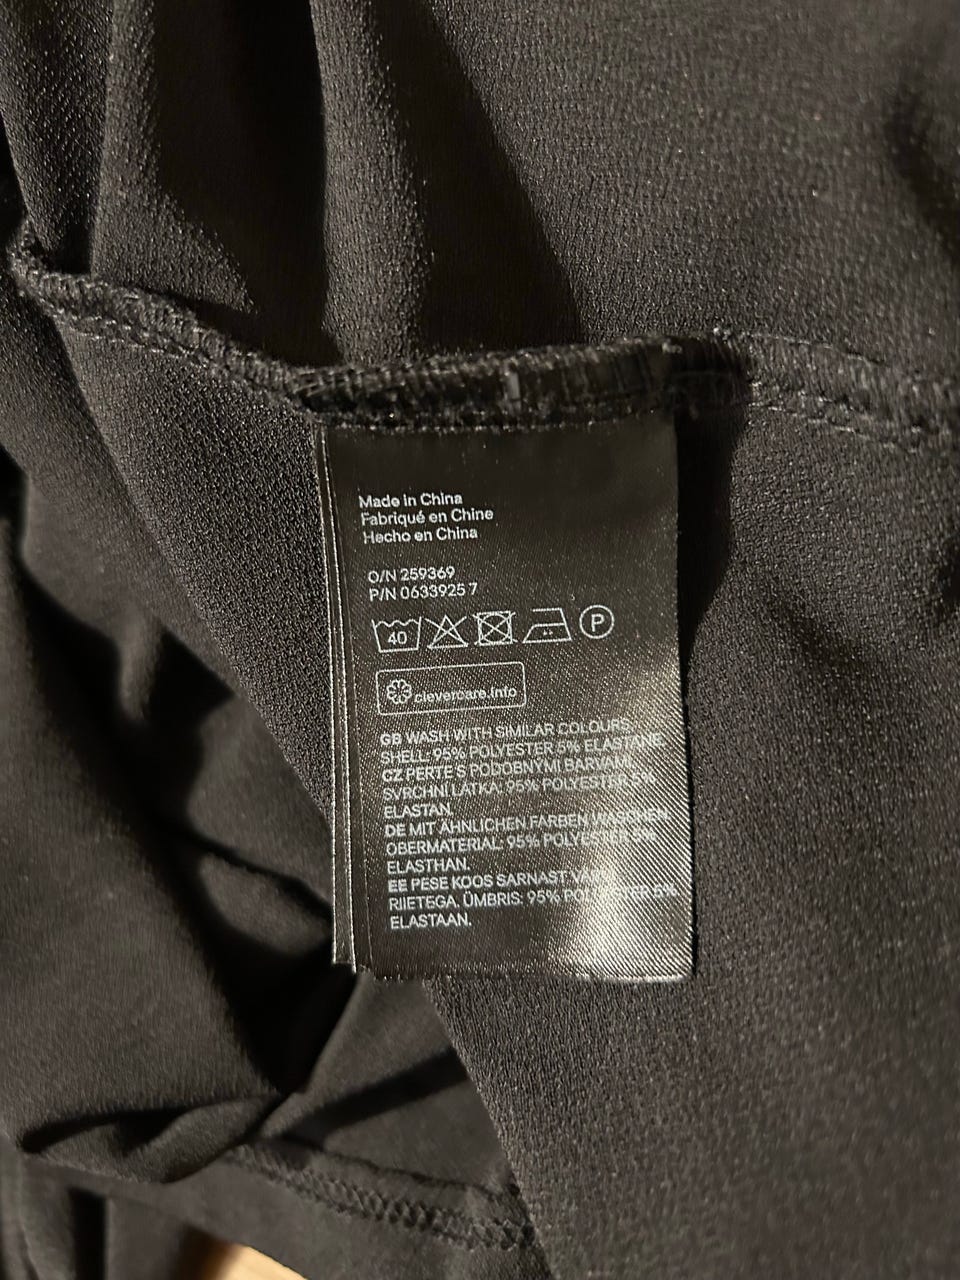 Made in China
Fabriqué en Chine
Hecho en China
O/N 259369
P/N 0633925 7
40 P
clevercare.info
GB WASH WITH SIMILAR COLOURS.
SHELL: 95% POLYESTER 5% ELASTANE
CZ PERTE S PODOBNÝMI BARVAMI.
SVRCHNÍ LÁTKA: 95% POLYESTER 5%
ELASTAN.
DE MIT ÄHNLICHEN FARBEN WASCHEN.
OBERMATERIAL: 95% POLYESTER 5%
ELASTHAN.
EE PESE KOOS SARNAST
RIIETEGA. ÜMBRIS: 95% POLYESTER 5%
ELASTAAN.